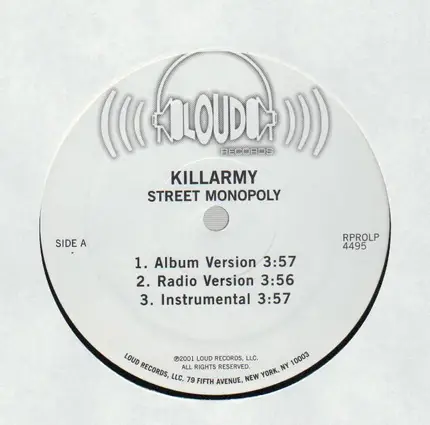 LOUD
RECORDS
KILLARMY
STREET MONOPOLY
SIDE A
RPROLP
4495
1. Album Version 3:57
2. Radio Version 3:56
3. Instrumental 3:57
℗2001 LOUD RECORDS, LLC.
ALL RIGHTS RESERVED.
LOUD RECORDS, LLC. 79 FIFTH AVENUE, NEW YORK, NY 10003